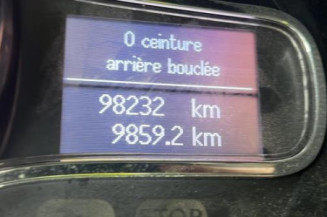 0 ceinture
arrière bouclée
98232 km
9859.2 km